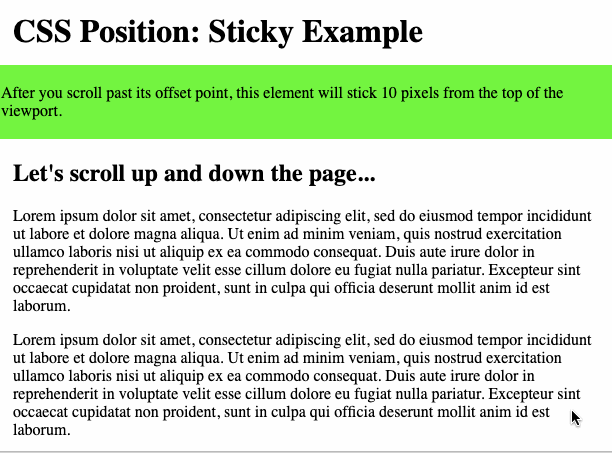 CSS Position: Sticky Example
After you scroll past its offset point, this element will stick 10 pixels from the top of the
viewport.
Let's scroll up and down the page...
Lorem ipsum dolor sit amet, consectetur adipiscing elit, sed do eiusmod tempor incididunt
ut labore et dolore magna aliqua. Ut enim ad minim veniam, quis nostrud exercitation
ullamco laboris nisi ut aliquip ex ea commodo consequat. Duis aute irure dolor in
reprehenderit in voluptate velit esse cillum dolore eu fugiat nulla pariatur. Excepteur sint
occaecat cupidatat non proident, sunt in culpa qui officia deserunt mollit anim id est
laborum.
Lorem ipsum dolor sit amet, consectetur adipiscing elit, sed do eiusmod tempor incididunt
ut labore et dolore magna aliqua. Ut enim ad minim veniam, quis nostrud exercitation
ullamco laboris nisi ut aliquip ex ea commodo consequat. Duis aute irure dolor in
reprehenderit in voluptate velit esse cillum dolore eu fugiat nulla pariatur. Excepteur sint
occaecat cupidatat non proident, sunt in culpa qui officia deserunt mollit anim id est
laborum.